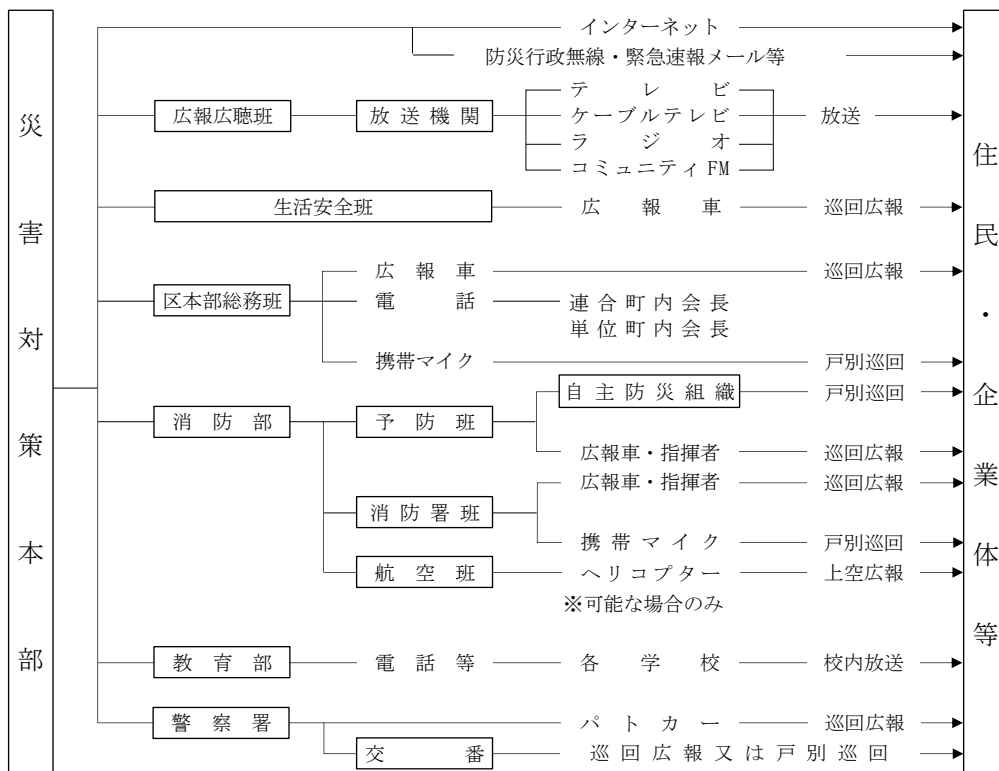 災害対策本部
インターネット
防災行政無線・緊急速報メール等
広報広聴班
放送機関
テレビ
ケーブルテレビ
ラジオ
コミュニティFM
放送
生活安全班
広報車
巡回広報
区本部総務班
広報車
巡回広報
電話
連合町内会長
単位町内会長
携帯マイク
戸別巡回
消防部
予防班
自主防災組織
戸別巡回
広報車・指揮者
巡回広報
消防署班
広報車・指揮者
巡回広報
携帯マイク
戸別巡回
航空班
ヘリコプター
上空広報
※可能な場合のみ
教育部
電話等
各学校
校内放送
警察署
パトカー
巡回広報
交番
巡回広報又は戸別巡回
住民・企業体等